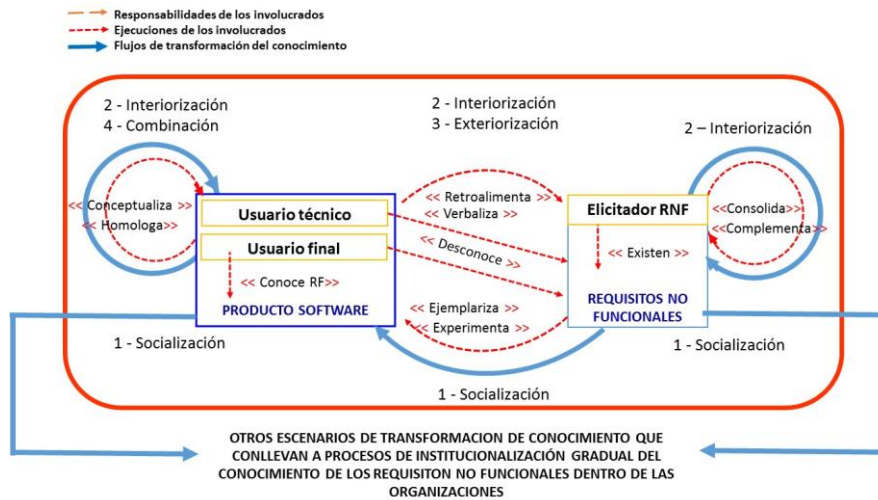 Responsabilidades de los involucrados
Ejecuciones de los involucrados
Flujos de transformación del conocimiento
2 - Interiorización
4 - Combinación
2 - Interiorización
3 - Exteriorización
2 – Interiorización
<< Conceptualiza >>
<< Homologa>>
Usuario técnico
Usuario final
<< Conoce RF>>
PRODUCTO SOFTWARE
<< Retroalimenta >>
<< Verbaliza >>
<< Desconoce >>
<< Ejemplariza >>
<< Experimenta >>
Elicitador RNF
<< Existen >>
REQUISITOS NO
FUNCIONALES
<<Consolida>>
<<Complementa>>
1 - Socialización
1 - Socialización
1 - Socialización
OTROS ESCENARIOS DE TRANSFORMACION DE CONOCIMIENTO QUE
CONLLEVAN A PROCESOS DE INSTITUCIONALIZACIÓN GRADUAL DEL
CONOCIMIENTO DE LOS REQUISITON NO FUNCIONALES DENTRO DE LAS
ORGANIZACIONES